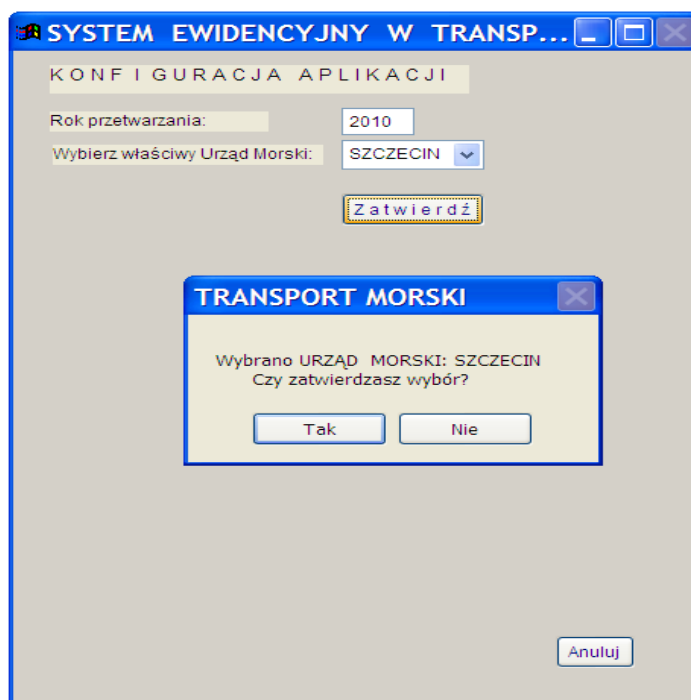 SYSTEM EWIDENCYJNY W TRANSP...
KONFIGURACJA APLIKACJI
Rok przetwarzania: 2010
Wybierz właściwy Urząd Morski: SZCZECIN
Zatwierdź
TRANSPORT MORSKI
Wybrano URZĄD MORSKI: SZCZECIN
Czy zatwierdzasz wybór?
Tak Nie
Anuluj